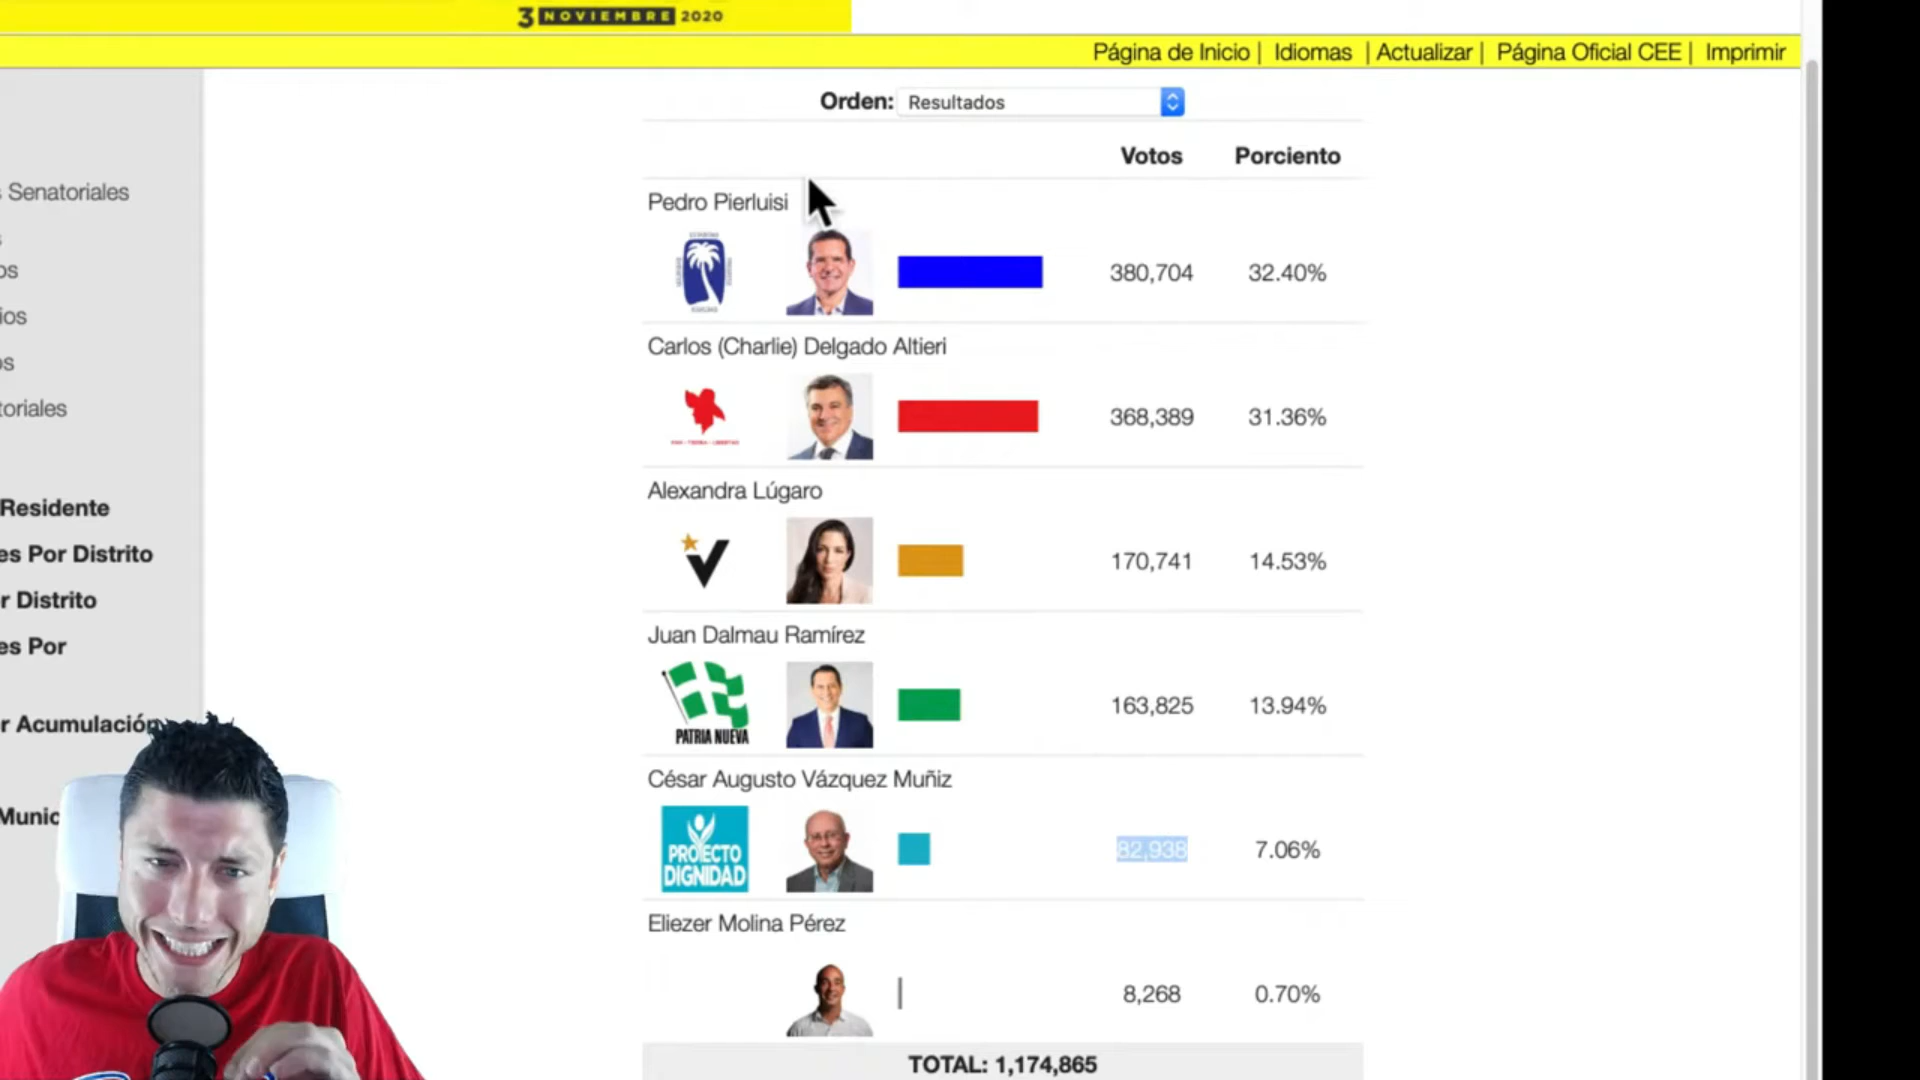 3 NOVIEMBRE 2020
Página de Inicio | Idiomas | Actualizar | Página Oficial CEE | Imprimir
Orden: Resultados
Votos Porciento
s Senatoriales
s
os
ios
os
toriales
Residente
es Por Distrito
r Distrito
es Por
r Acumulación
Munic
Pedro Pierluisi
380,704 32.40%
Carlos (Charlie) Delgado Altieri
368,389 31.36%
Alexandra Lúgaro
170,741 14.53%
Juan Dalmau Ramírez
PATRIA NUEVA
163,825 13.94%
César Augusto Vázquez Muñiz
PROYECTO
DIGNIDAD
82,938 7.06%
Eliezer Molina Pérez
8,268 0.70%
TOTAL: 1,174,865